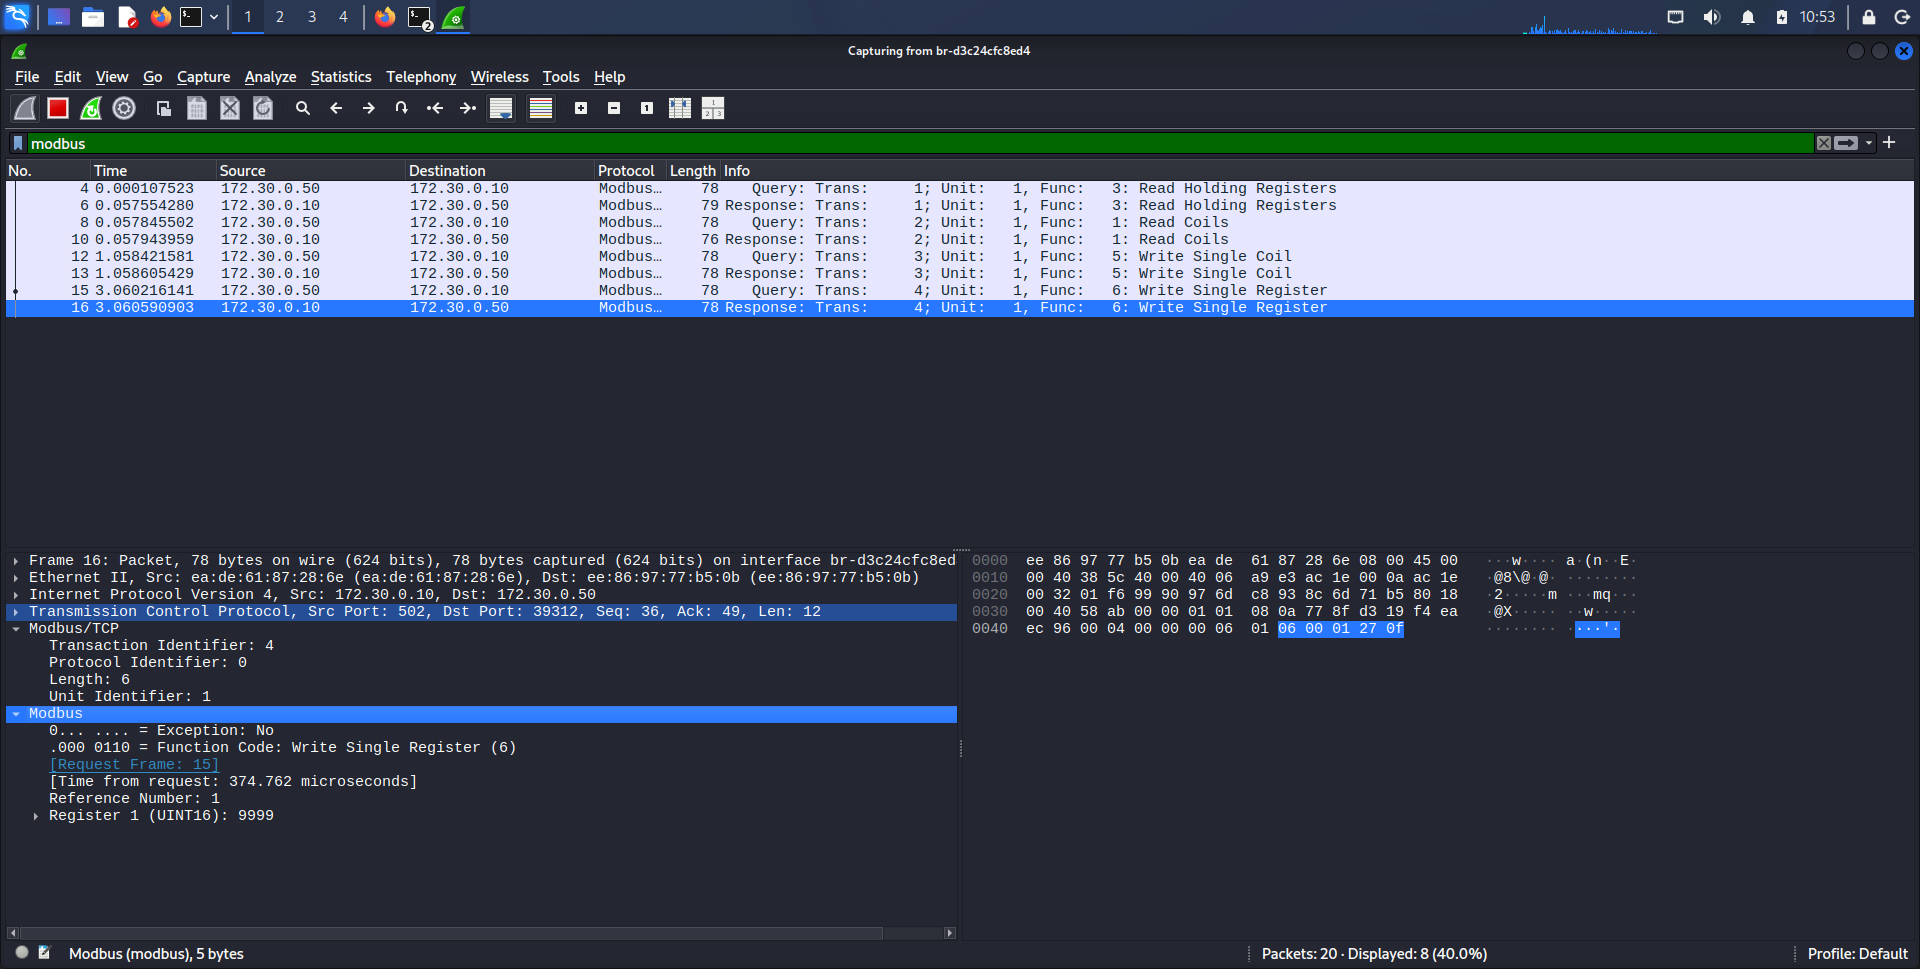 1 2 3 4 2 10:53
Capturing from br-d3c24cfc8ed4
File Edit View Go Capture Analyze Statistics Telephony Wireless Tools Help
modbus
No. Time Source Destination Protocol Length Info
4 0.000107523 172.30.0.50 172.30.0.10 Modbus… 78 Query: Trans: 1; Unit: 1, Func: 3: Read Holding Registers
6 0.057554280 172.30.0.10 172.30.0.50 Modbus… 79 Response: Trans: 1; Unit: 1, Func: 3: Read Holding Registers
8 0.057845502 172.30.0.50 172.30.0.10 Modbus… 78 Query: Trans: 2; Unit: 1, Func: 1: Read Coils
10 0.057943959 172.30.0.10 172.30.0.50 Modbus… 76 Response: Trans: 2; Unit: 1, Func: 1: Read Coils
12 1.058421581 172.30.0.50 172.30.0.10 Modbus… 78 Query: Trans: 3; Unit: 1, Func: 5: Write Single Coil
13 1.058605429 172.30.0.10 172.30.0.50 Modbus… 78 Response: Trans: 3; Unit: 1, Func: 5: Write Single Coil
15 3.060216141 172.30.0.50 172.30.0.10 Modbus… 78 Query: Trans: 4; Unit: 1, Func: 6: Write Single Register
16 3.060590903 172.30.0.10 172.30.0.50 Modbus… 78 Response: Trans: 4; Unit: 1, Func: 6: Write Single Register
Frame 16: Packet, 78 bytes on wire (624 bits), 78 bytes captured (624 bits) on interface br-d3c24cfc8ed
Ethernet II, Src: ea:de:61:87:28:6e (ea:de:61:87:28:6e), Dst: ee:86:97:77:b5:0b (ee:86:97:77:b5:0b)
Internet Protocol Version 4, Src: 172.30.0.10, Dst: 172.30.0.50
Transmission Control Protocol, Src Port: 502, Dst Port: 39312, Seq: 36, Ack: 49, Len: 12
Modbus/TCP
Transaction Identifier: 4
Protocol Identifier: 0
Length: 6
Unit Identifier: 1
Modbus
0... .... = Exception: No
.000 0110 = Function Code: Write Single Register (6)
[Request Frame: 15]
[Time from request: 374.762 microseconds]
Reference Number: 1
Register 1 (UINT16): 9999
0000 ee 86 97 77 b5 0b ea de 61 87 28 6e 08 00 45 00 ···w···· a·(n··E·
0010 00 40 38 5c 40 00 40 06 a9 e3 ac 1e 00 0a ac 1e ·@8\@·@· ········
0020 00 32 01 f6 99 90 97 6d c8 93 8c 6d 71 b5 80 18 ·2·····m ···mq···
0030 00 40 58 ab 00 00 01 01 08 0a 77 8f d3 19 f4 ea ·@X····· ··w·····
0040 ec 96 00 04 00 00 00 06 01 06 00 01 27 0f ········ ····'·
Modbus (modbus), 5 bytes
Packets: 20 · Displayed: 8 (40.0%)
Profile: Default